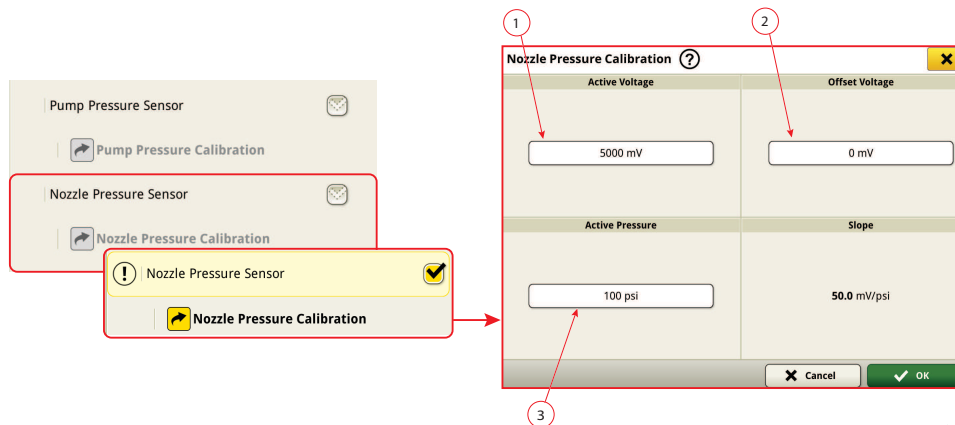 Pump Pressure Sensor
Pump Pressure Calibration
Nozzle Pressure Sensor
Nozzle Pressure Calibration
! Nozzle Pressure Sensor
Nozzle Pressure Calibration
1
2
Nozzle Pressure Calibration ?
Active Voltage
Offset Voltage
5000 mV
0 mV
Active Pressure
Slope
100 psi
50.0 mV/psi
Cancel
OK
3